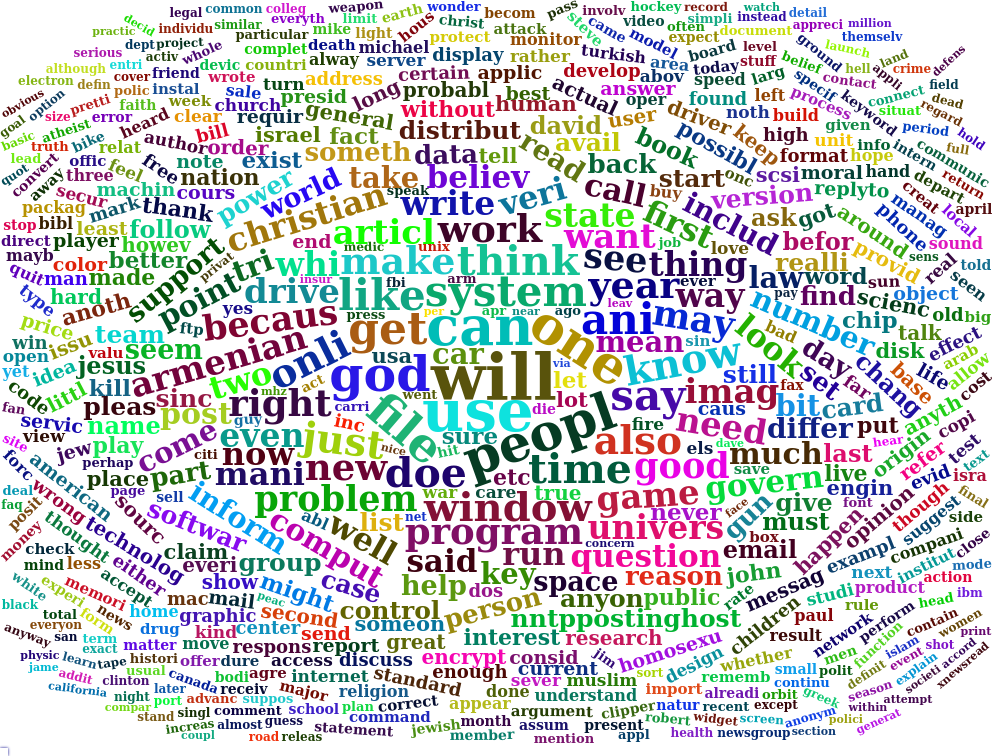 legal common colleg weapon wonder pass involv hockey record watch
decid individu similar everyth limit earth becom steve video simpli instead detail
practic dept project particular mike light hous christ attack came often document appreci million
serious activ whole complet death michael protect monitor model expect level ground themselv
although entri cover friend devic countri alway server display rather turkish area board stuff belief launch land
electron defin polic instal wrote turn address certain applic develop abov today larg specif hell apply crime defens
obvious option pretti faith week sale presid long probabl best actual answer speed left process contact connect field
goal size error clear church requir general without human oper user found noth build keyword situat dead regard
basic truth atheist heard author bill israel fact distribut david driver keep high given unit info period full hold
quot lead bike relat order exist someth data tell read avail book possibl format hope intern communic
convert offic three feel free note nation power world take believ back start onc scsi moral hand depart return
away secur machin cours speak veri call buy version replyto creat manag april
packag mark thank christian write state first includ ask got around phone local
stop bibl least follow support end articl work want job love befor provid sound
direct player howev tri whi medic unix see thing realli sens real told
mayb color better point insur make think ever law word sun seen
quit man made privat drive fbi like system arm year way pay find scienc object
type hard anoth yes press apr near ago leav number chip old big
price issu team ftp becaus get can one ani may look bad talk effect
win valu seem armenian onli usa per car mean sin day disk arab
open idea jesus act via know still set far base life allow
yet littl kill two mhz god will let fax chang cost
code pleas sinc right carri went file use die lot say imag bit card anyth copi
fan servic name post guy inc nice peopl fire caus differ put origin
site view jew play come even just hit sure also need els dave much last hear refer test
forc perhap place part citi now new doe etc time good save live evid isra text
deal american page sell mani war care true game govern engin opinion though final
faq posit wrong sourc inform abl problem list net window never face gun give happen suggest side
money thought technolog softwar comput well program concern univers box must exampl compani close
check mind less either claim everi group case said run question email next institut mode
white experi memori accept show might help key space reason john messag studi product action ibm
black form news mac mail dos rate rule head contain
total home graphic second control person anyon public children paul network perform women
everyon term drug kind center send someon peac nntppostinghost result men function islam print
anyway san exact matter move respons report great interest research homosexu design whether polit definit event shot
physic learn tape histori offer dure access discuss encrypt consid jim small explain societi accord xnewsread
jame addit usual bodi agre internet standard enough current sort rememb continu season
clinton canada receiv suppos religion sever muslim import alreadi orbit greek within attempt
california night later advanc major school plan correct appear done understand natur recent except polici generat
compar port singl comment command argument clipper robert widget screen anonym
stand almost guess statement jewish month assum present health newsgroup section
increas coupl road releas member mention appl